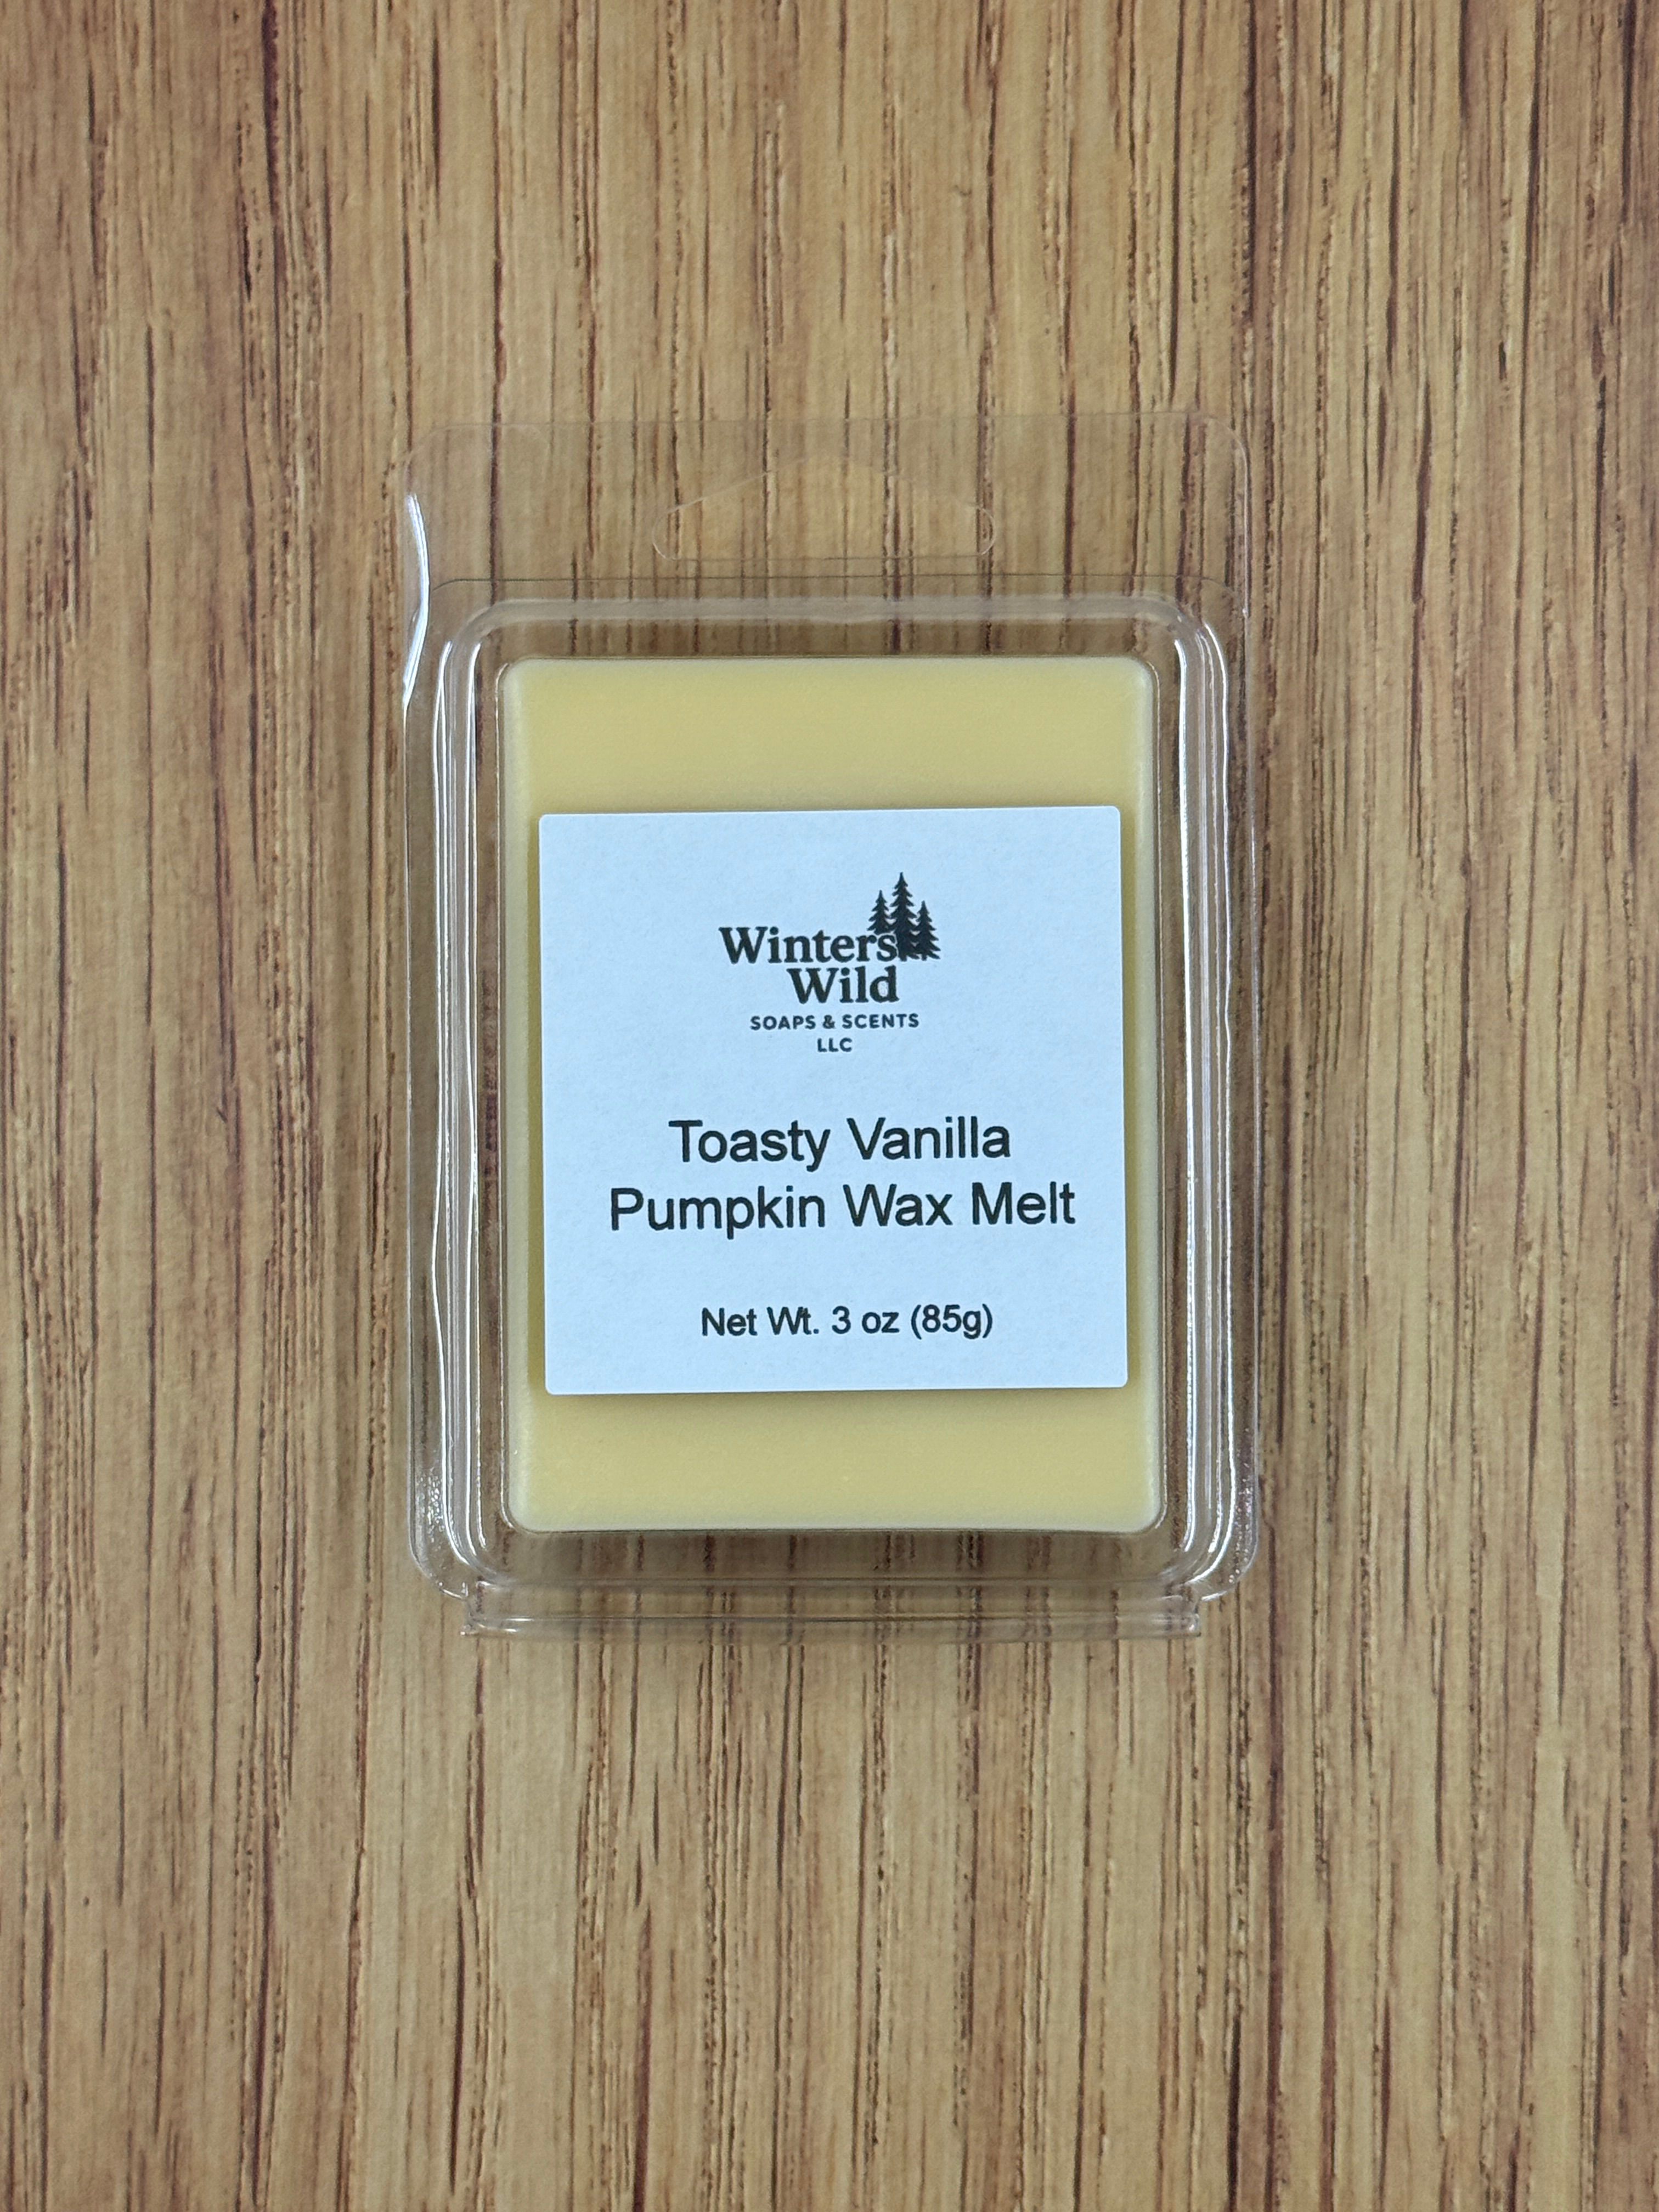 Winters
Wild
SOAPS & SCENTS
LLC
Toasty Vanilla
Pumpkin Wax Melt
Net Wt. 3 oz (85g)